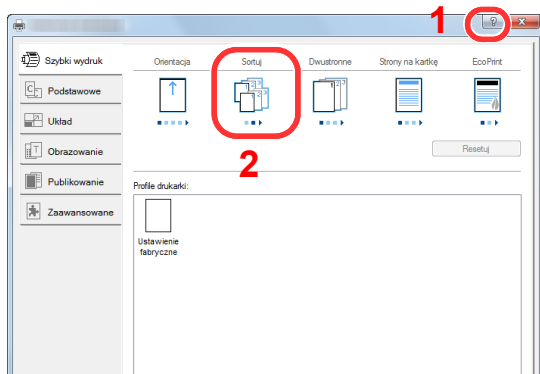 1
?
Szybki wydruk
Podstawowe
Układ
Obrazowanie
Publikowanie
Zaawansowane
Orientacja
Sortuj
Dwustronne
Strony na kartkę
EcoPrint
2
Resetuj
Profile drukarki:
Ustawienie
fabryczne